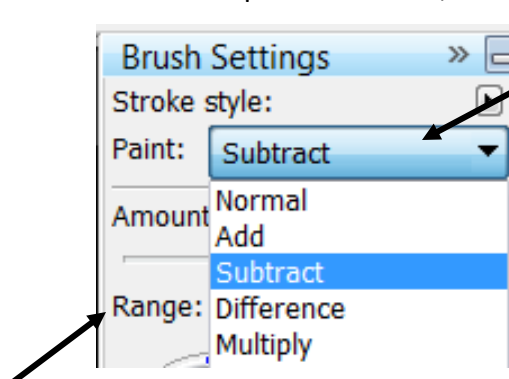 Brush Settings »
Stroke style:
Paint: Subtract
Normal
Amount
Add
Subtract
Range: Difference
Multiply